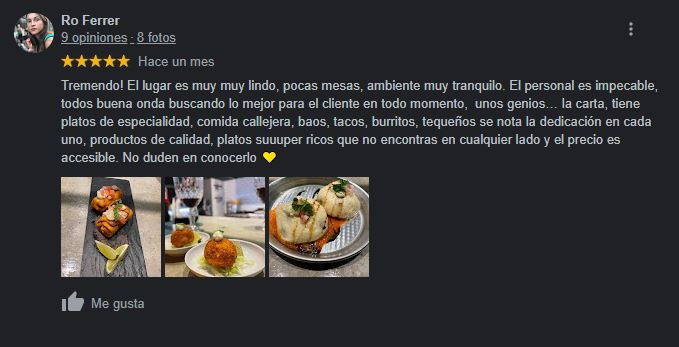 Ro Ferrer
9 opiniones · 8 fotos
Hace un mes
Tremendo! El lugar es muy muy lindo, pocas mesas, ambiente muy tranquilo. El personal es impecable,
todos buena onda buscando lo mejor para el cliente en todo momento,  unos genios... la carta, tiene
platos de especialidad, comida callejera, baos, tacos, burritos, tequeños se nota la dedicación en cada
uno, productos de calidad, platos suuuper ricos que no encontras en cualquier lado y el precio es
accesible. No duden en conocerlo 💛
Me gusta